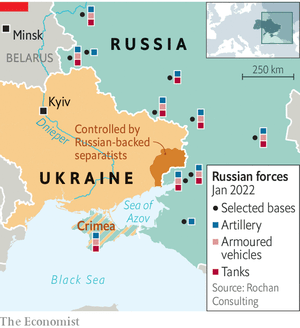 Minsk
RUSSIA
BELARUS
250 km
Kyiv
Dnieper
Controlled by
Russian-backed
separatists
UKRAINE
Sea of
Azov
Crimea
Black Sea
Russian forces
Jan 2022
Selected bases
Artillery
Armoured
vehicles
Tanks
Source: Rochan
Consulting
The Economist